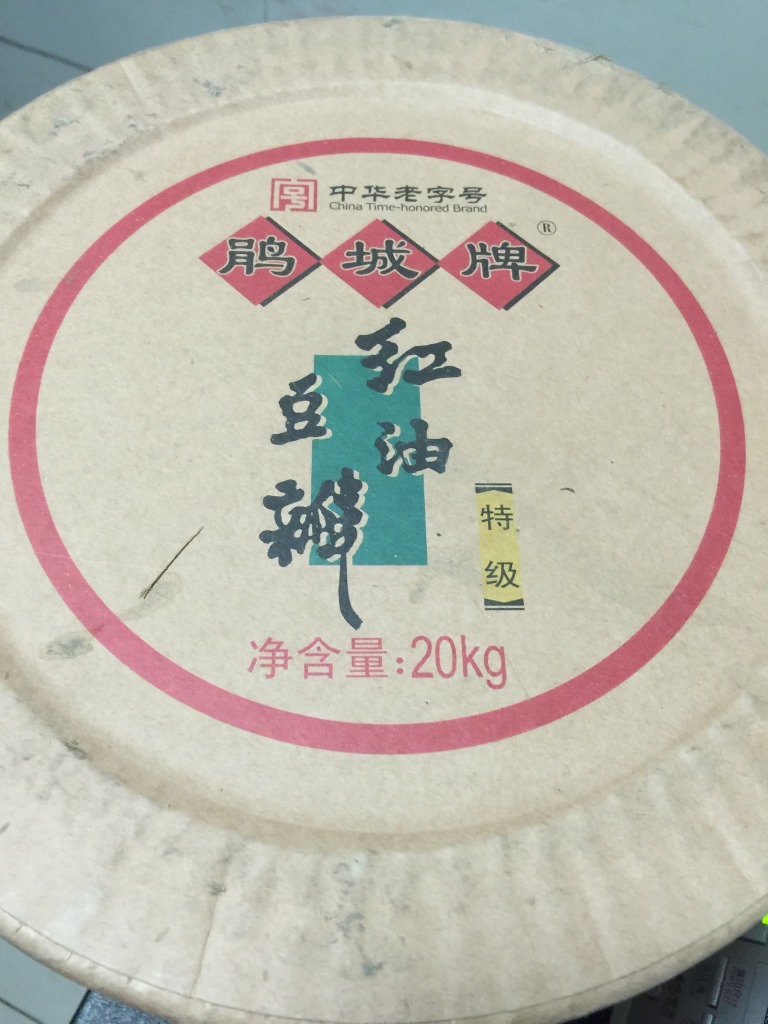 中华老字号
China Time-honored Brand
鹃城牌®
红油
豆瓣
特级
净含量:20kg